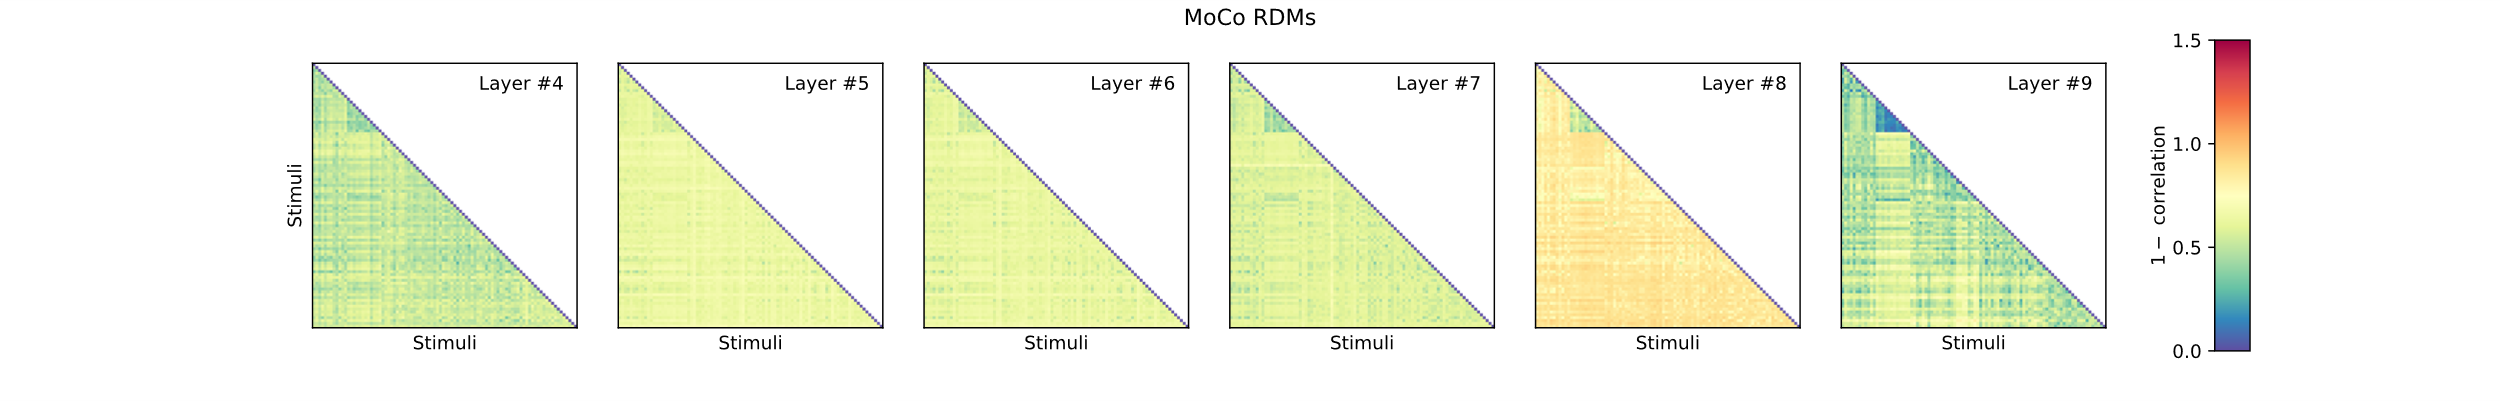 MoCo RDMs
Layer #4
Layer #5
Layer #6
Layer #7
Layer #8
Layer #9
Stimuli
Stimuli
Stimuli
Stimuli
Stimuli
Stimuli
Stimuli
1.5
1.0
0.5
0.0
1 − correlation